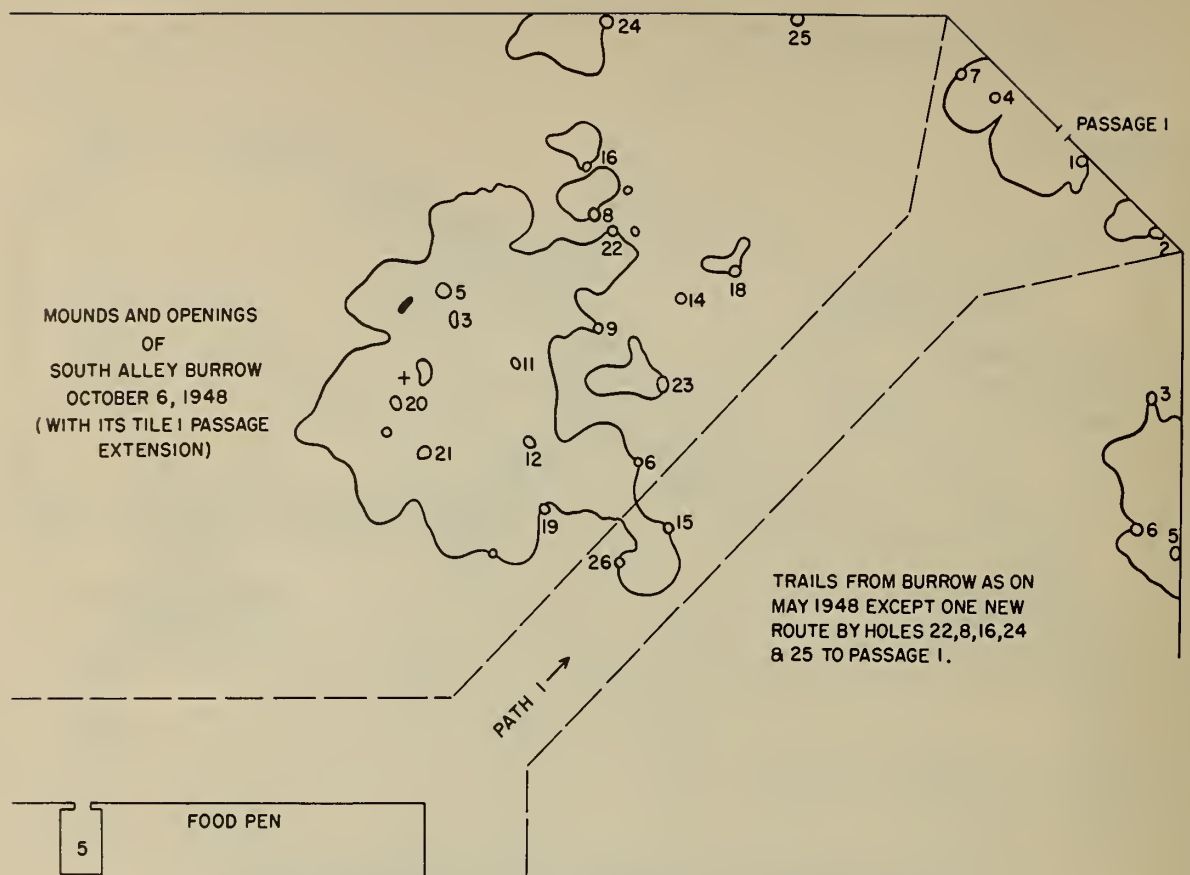 24
25
7
4
PASSAGE 1
1
16
8
22
2
18
5
14
MOUNDS AND OPENINGS
OF
SOUTH ALLEY BURROW
OCTOBER 6, 1948
(WITH ITS TILE I PASSAGE
EXTENSION)
3
9
11
+
23
3
20
12
6
21
19
15
6
5
26
TRAILS FROM BURROW AS ON
MAY 1948 EXCEPT ONE NEW
ROUTE BY HOLES 22,8,16,24
& 25 TO PASSAGE I.
PATH I
FOOD PEN
5